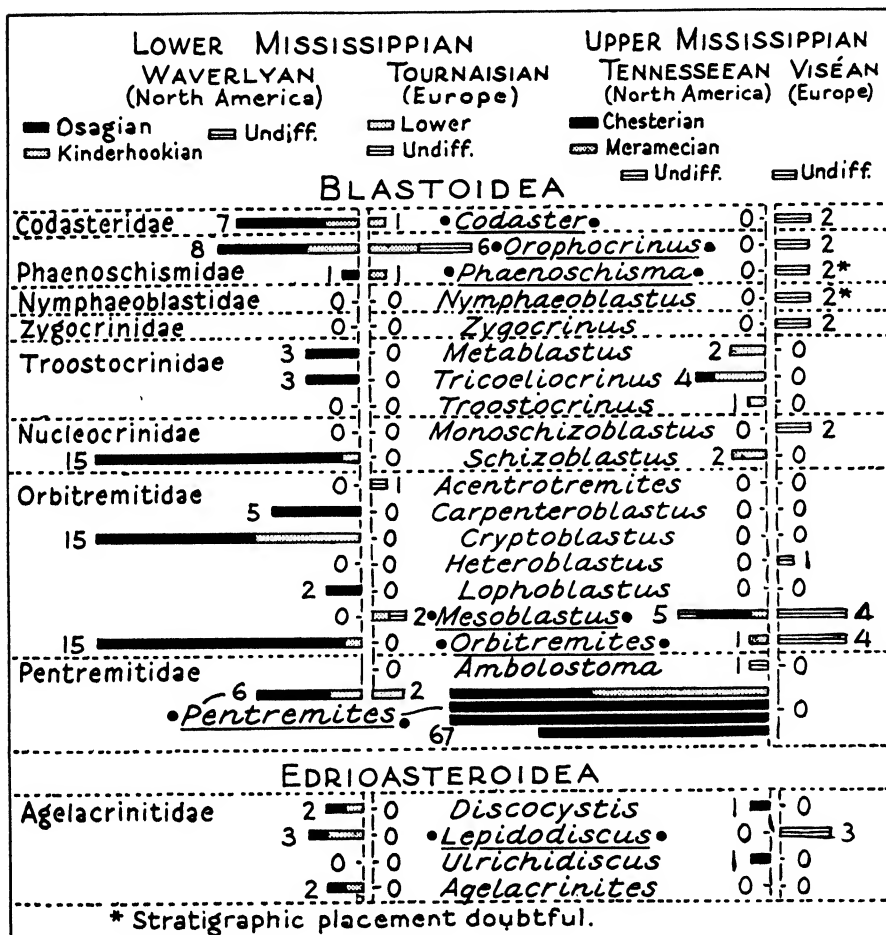 LOWER MISSISSIPPIAN UPPER MISSISSIPPIAN
WAVERLYAN TOURNAISIAN TENNESSEEAN VISÉAN
(North America) (Europe) (North America) (Europe)
Osagian Undiff. Lower Chesterian
Kinderhookian Undiff. Meramecian
Undiff. Undiff.
BLASTOIDEA
Codasteridae 7 1 •Codaster• 0 2
8 6 •Orophocrinus• 0 2
Phaenoschismidae 1 1 •Phaenoschisma• 0 2*
Nymphaeoblastidae 0 0 Nymphaeoblastus 0 2*
Zygocrinidae 0 0 Zygocrinus 0 2
Troostocrinidae 3 0 Metablastus 2 0
3 0 Tricoeliocrinus 4 0
0 0 Troostocrinus 1 0
Nucleocrinidae 0 0 Monoschizoblastus 0 2
15 0 Schizoblastus 2 0
Orbitremitidae 0 1 Acentrotremites 0 0
5 0 Carpenteroblastus 0 0
15 0 Cryptoblastus 0 0
0 0 Heteroblastus 0 1
2 0 Lophoblastus 0 0
0 2 •Mesoblastus• 5 4
15 0 •Orbitremites• 1 4
Pentremitidae 0 0 Ambolostoma 1 0
6 2
•Pentremites• 0
67
EDRIOASTEROIDEA
Agelacrinitidae 2 0 Discocystis 1 0
3 0 •Lepidodiscus• 0 3
0 0 Ulrichidiscus 1 0
2 0 Agelacrinites 0 0
* Stratigraphic placement doubtful.